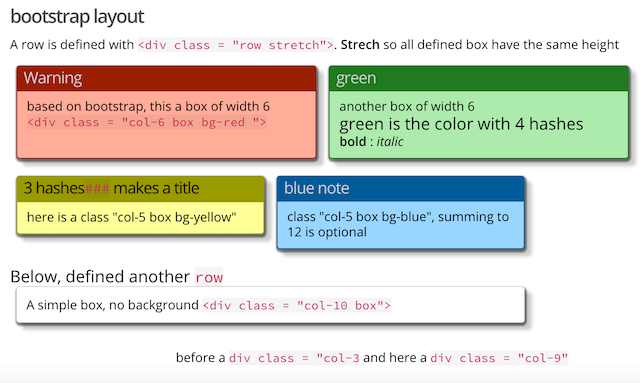 bootstrap layout
A row is defined with <div class = "row stretch">. Strech so all defined box have the same height
Warning
based on bootstrap, this a box of width 6
<div class = "col-6 box bg-red ">
green
another box of width 6
green is the color with 4 hashes
bold : italic
3 hashes### makes a title
here is a class "col-5 box bg-yellow"
blue note
class "col-5 box bg-blue", summing to
12 is optional
Below, defined another row
A simple box, no background <div class = "col-10 box">
before a div class = "col-3 and here a div class = "col-9"